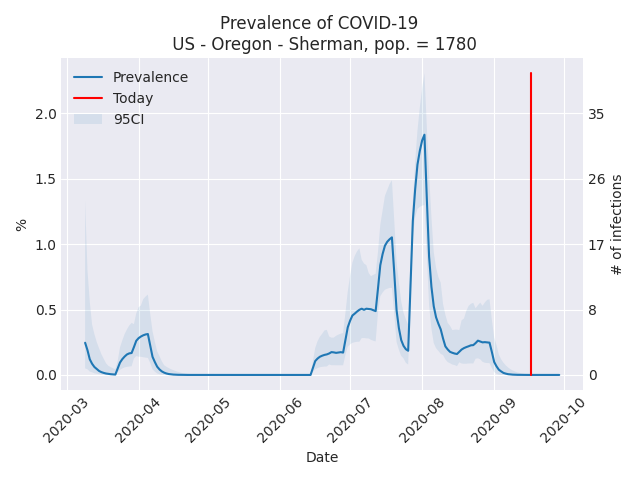 Prevalence of COVID-19
US - Oregon - Sherman, pop. = 1780
Prevalence
Today
95CI
2.0
1.5
1.0
0.5
0.0
%
35
26
17
8
0
# of infections
2020-03
2020-04
2020-05
2020-06
2020-07
2020-08
2020-09
2020-10
Date